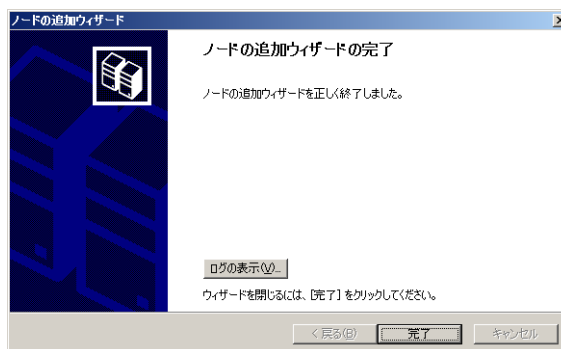 ノードの追加ウィザード
ノードの追加ウィザードの完了
ノードの追加ウィザードを正しく終了しました。
ログの表示(V)...
ウィザードを閉じるには、[完了] をクリックしてください。
< 戻る(B)
完了
キャンセル